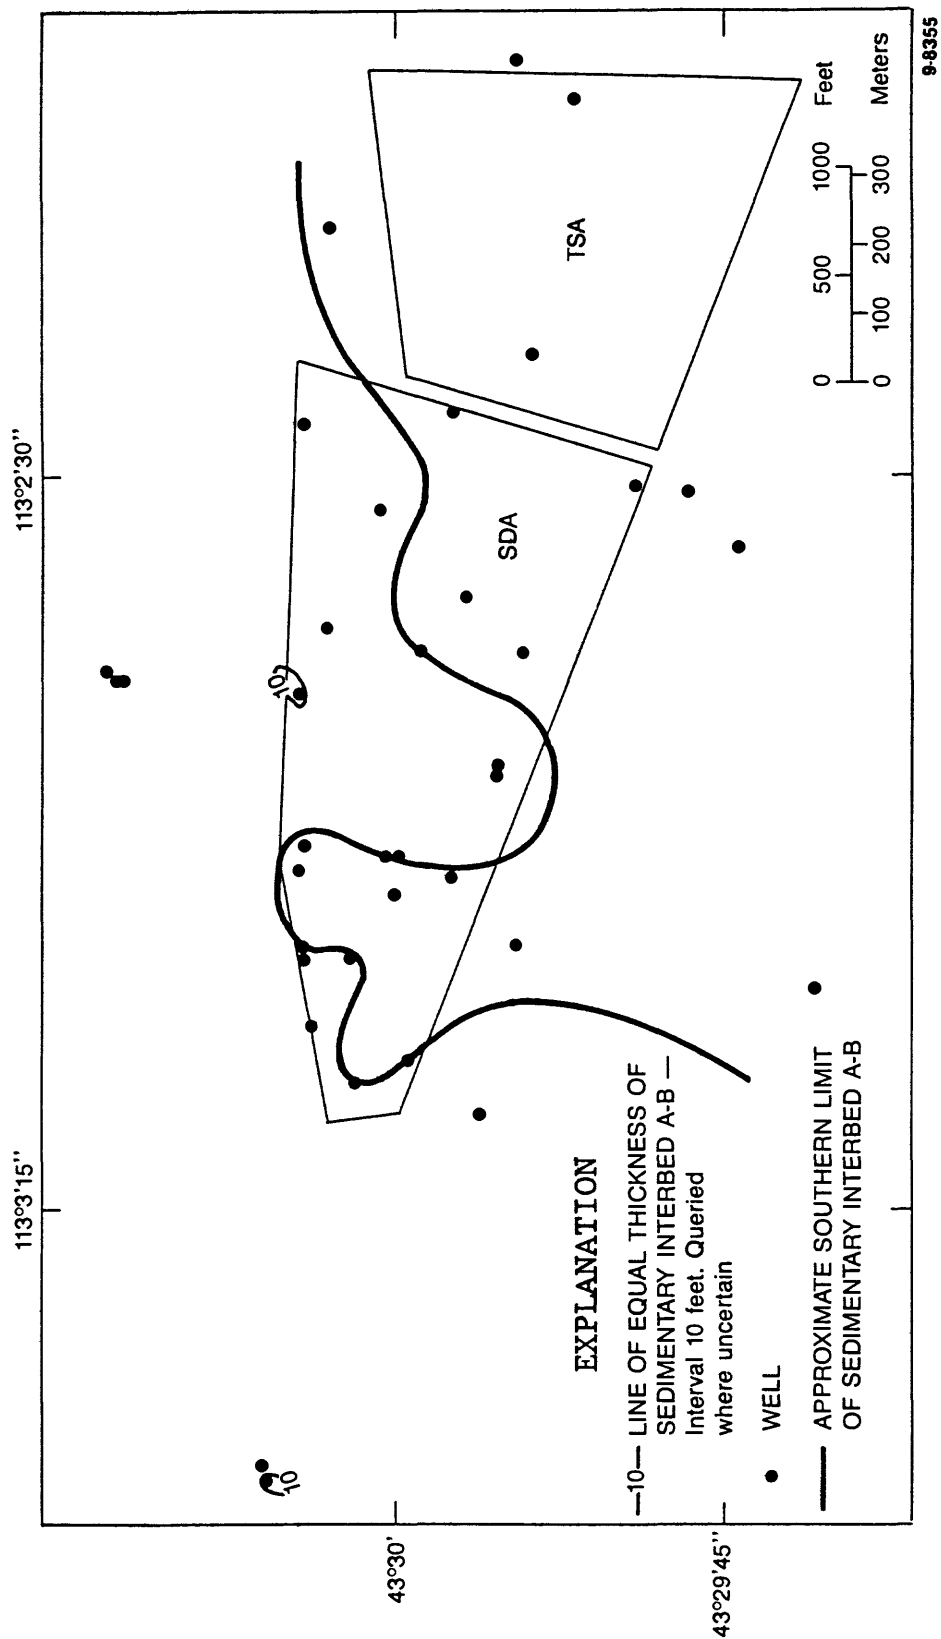 113°3'15"
113°2'30"
43°30'
43°29'45"
10
10
SDA
TSA
EXPLANATION
—10— LINE OF EQUAL THICKNESS OF
SEDIMENTARY INTERBED A-B —
Interval 10 feet. Queried
where uncertain
WELL
APPROXIMATE SOUTHERN LIMIT
OF SEDIMENTARY INTERBED A-B
0 500 1000 Feet
0 100 200 300 Meters
9-8355